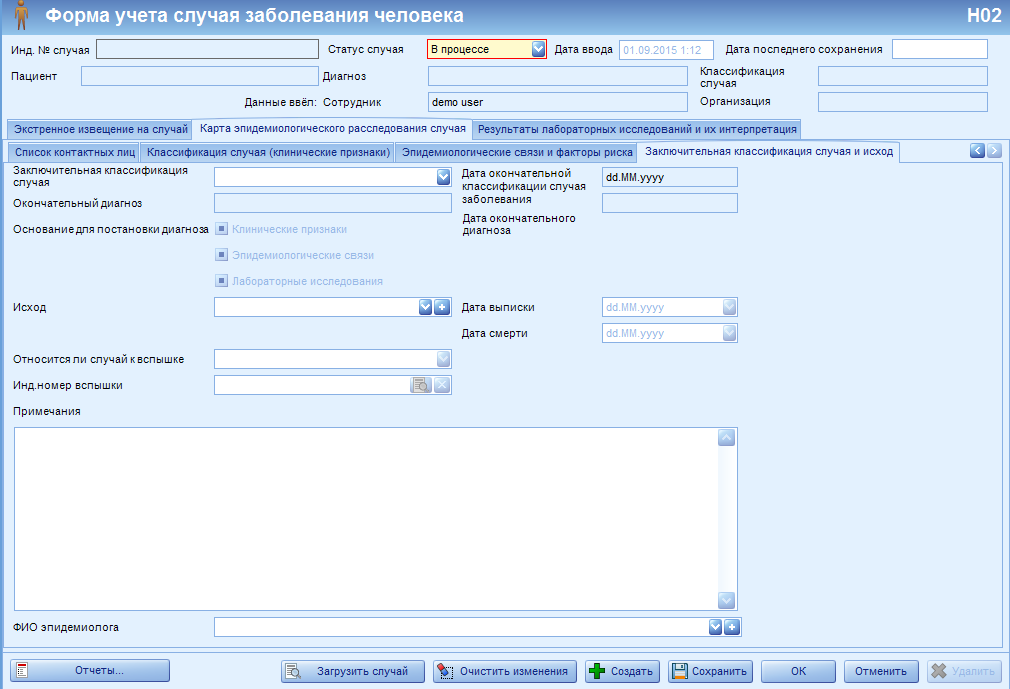 Форма учета случая заболевания человека H02
Инд. № случая Статус случая В процессе Дата ввода 01.09.2015 1:12 Дата последнего сохранения
Пациент Диагноз Классификация
случая
Данные ввёл: Сотрудник demo user Организация
Экстренное извещение на случай Карта эпидемиологического расследования случая Результаты лабораторных исследований и их интерпретация
Список контактных лиц Классификация случая (клинические признаки) Эпидемиологические связи и факторы риска Заключительная классификация случая и исход
Заключительная классификация
случая
Дата окончательной
классификации случая
заболевания
dd.MM.yyyy
Окончательный диагноз
Дата окончательного
диагноза
Основание для постановки диагноза Клинические признаки
Эпидемиологические связи
Лабораторные исследования
Исход Дата выписки dd.MM.yyyy
Дата смерти dd.MM.yyyy
Относится ли случай к вспышке
Инд.номер вспышки
Примечания
ФИО эпидемиолога
Отчеты... Загрузить случай Очистить изменения Создать Сохранить ОК Отменить Удалить